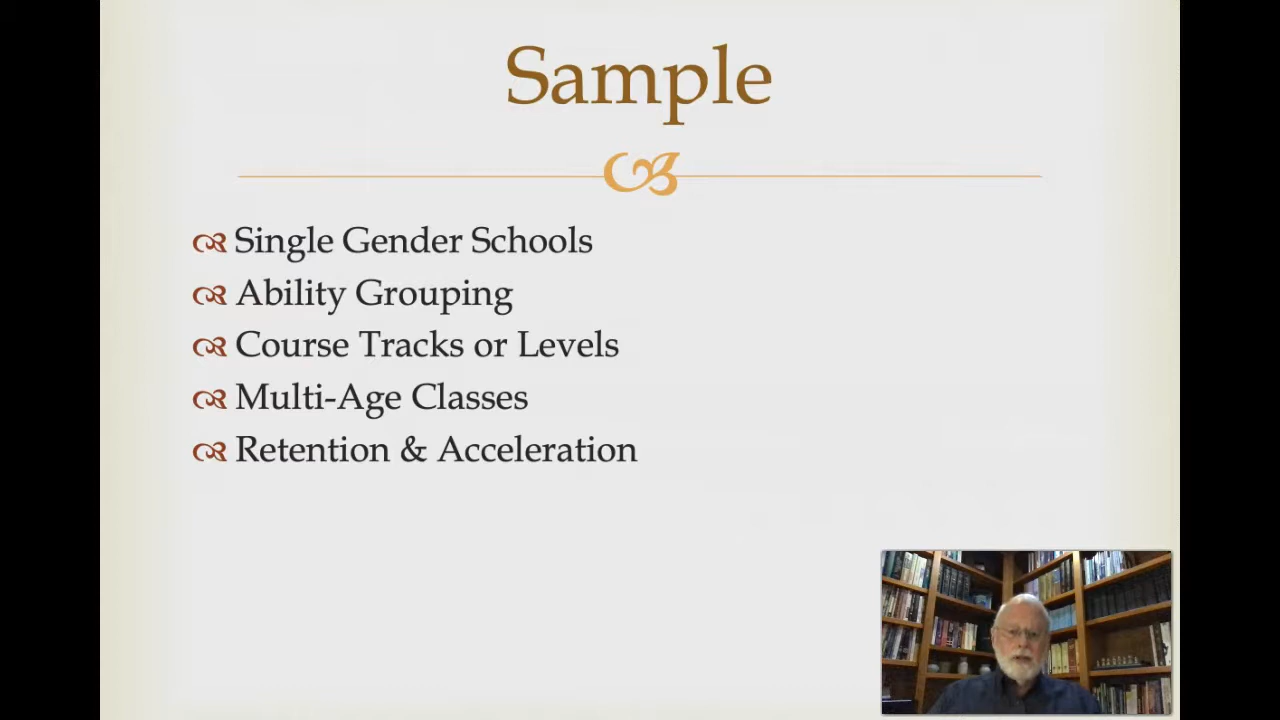 Sample
Single Gender Schools
Ability Grouping
Course Tracks or Levels
Multi-Age Classes
Retention & Acceleration